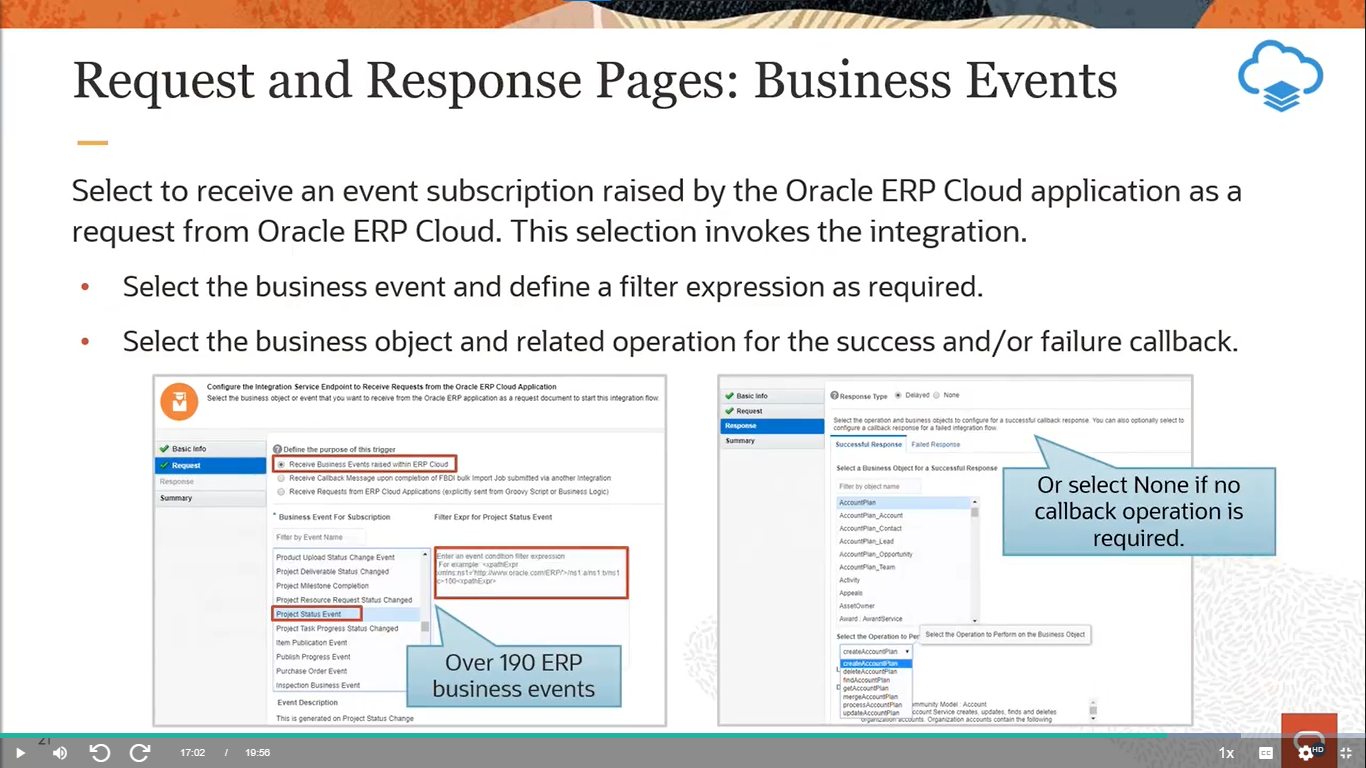 Request and Response Pages: Business Events
Select to receive an event subscription raised by the Oracle ERP Cloud application as a
request from Oracle ERP Cloud. This selection invokes the integration.
• Select the business event and define a filter expression as required.
• Select the business object and related operation for the success and/or failure callback.
Configure the Integration Service Endpoint to Receive Requests from the Oracle ERP Cloud Application
Select the business object or event that you want to receive from the Oracle ERP application as a request document to start this integration flow.
Basic Info
Request
Response
Summary
Define the purpose of this trigger
Receive Business Events raised within ERP Cloud
Receive Callback Message upon completion of FBDI bulk Import Job submitted via another Integration
Receive Requests from ERP Cloud Applications (explicitly sent from Groovy Script or Business Logic)
* Business Event For Subscription
Filter by Event Name
Product Upload Status Change Event
Project Deliverable Status Changed
Project Milestone Completion
Project Resource Request Status Changed
Project Status Event
Project Task Progress Status Changed
Item Publication Event
Publish Progress Event
Purchase Order Event
Inspection Business Event
Event Description
This is generated on Project Status Change
Filter Expr for Project Status Event
Enter an event condition filter expression
For example: <xpathExpr
xmlns:ns1="http://www.oracle.com/ERP/">/ns1:a/ns1:b/ns1
c>100<xpathExpr>
Over 190 ERP
business events
Basic Info
Request
Response
Summary
Response Type Delayed None
Select the operation and business objects to configure for a successful callback response. You can also optionally select to
configure a callback response for a failed integration flow.
Successful Response Failed Response
Select a Business Object for a Successful Response
Filter by object name
AccountPlan
AccountPlan_Account
AccountPlan_Contact
AccountPlan_Lead
AccountPlan_Opportunity
AccountPlan_Team
Activity
Appeals
AssetOwner
Award : AwardService
Select the Operation to Per
Select the Operation to Perform on the Business Object
createAccountPlan
createAccountPlan
deleteAccountPlan
findAccountPlan
getAccountPlan
mergeAccountPlan
processAccountPlan
updateAccountPlan
mmunity Model : Account
ccount Service creates, updates, finds and deletes
organization accounts. Organization accounts contain the following
Or select None if no
callback operation is
required.
21
17:02 / 19:56
1x
CC
HD